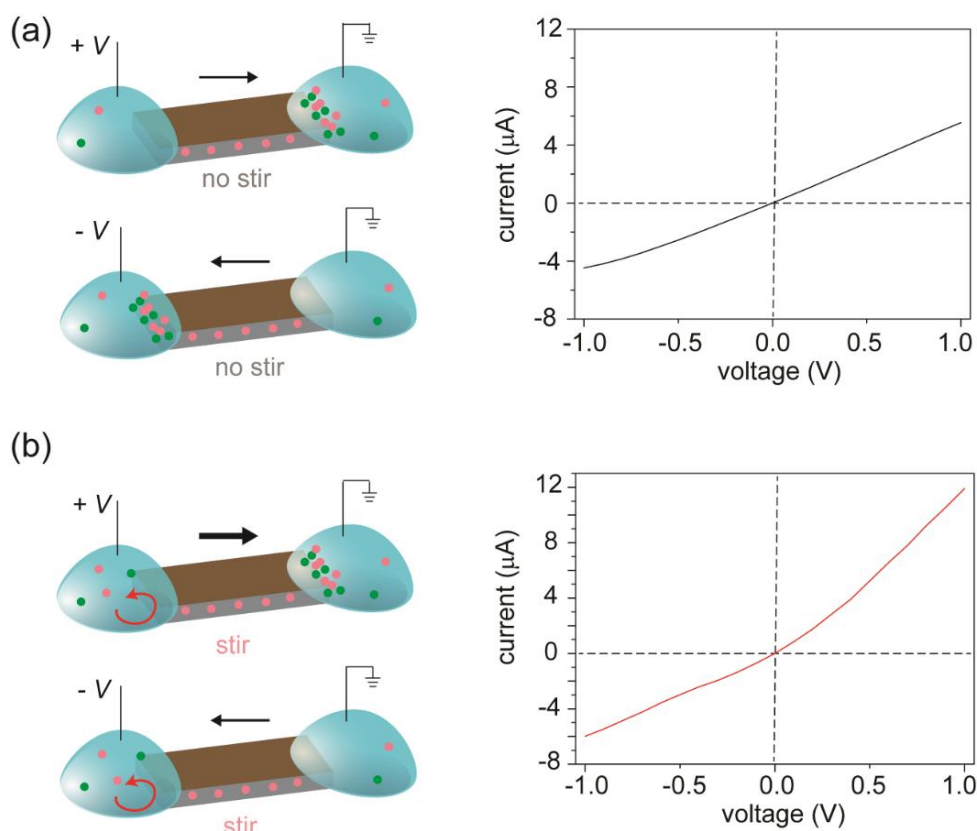 (a)
+ V
no stir
- V
no stir
12
8
4
0
-4
-8
current (μA)
-1.0 -0.5 0.0 0.5 1.0
voltage (V)
(b)
+ V
stir
- V
stir
12
8
4
0
-4
-8
current (μA)
-1.0 -0.5 0.0 0.5 1.0
voltage (V)